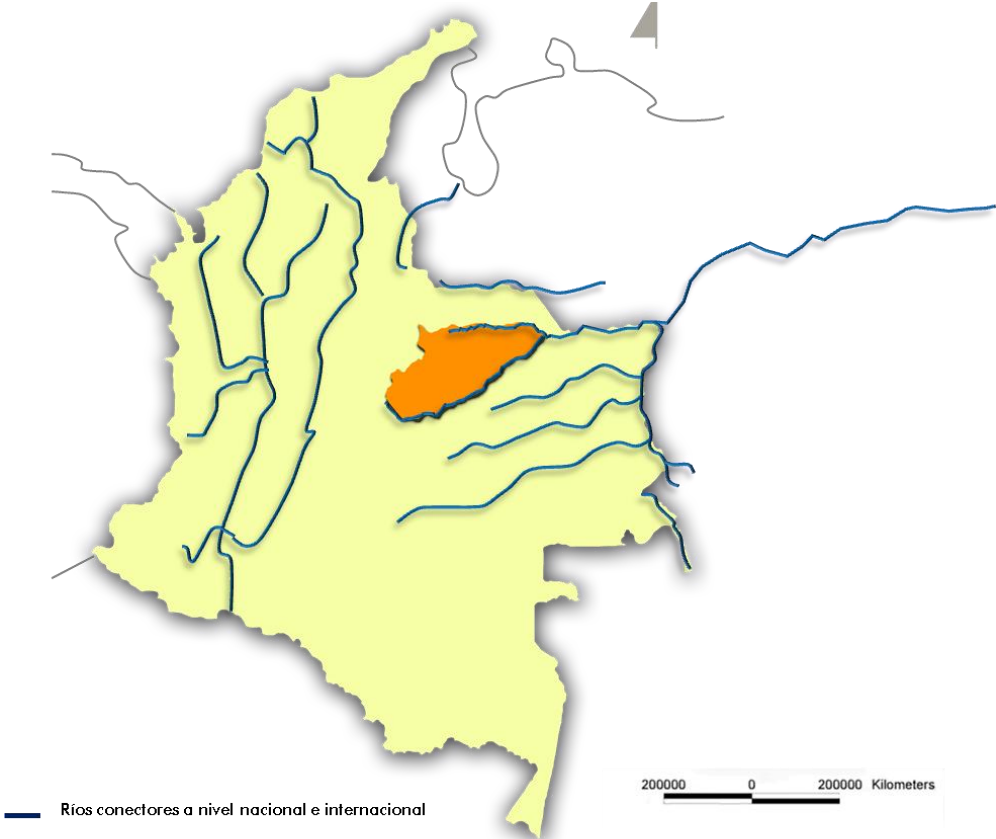 200000 0 200000 Kilometers
Ríos conectores a nivel nacional e internacional